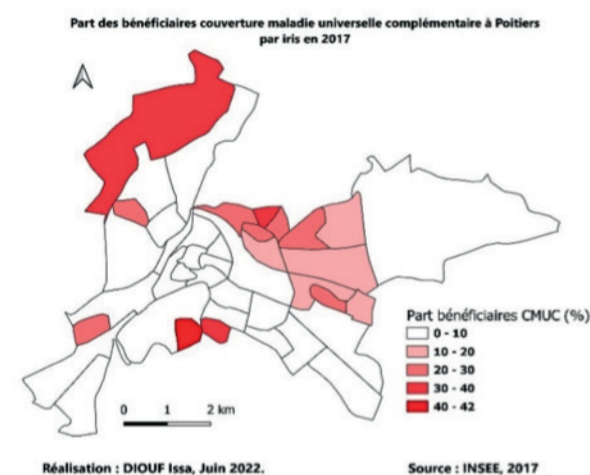 Part des bénéficiaires couverture maladie universelle complémentaire à Poitiers
par iris en 2017
Part bénéficiaires CMUC (%)
0 - 10
10 - 20
20 - 30
30 - 40
40 - 42
0 1 2 km
Réalisation : DIOUF Issa, Juin 2022. Source : INSEE, 2017